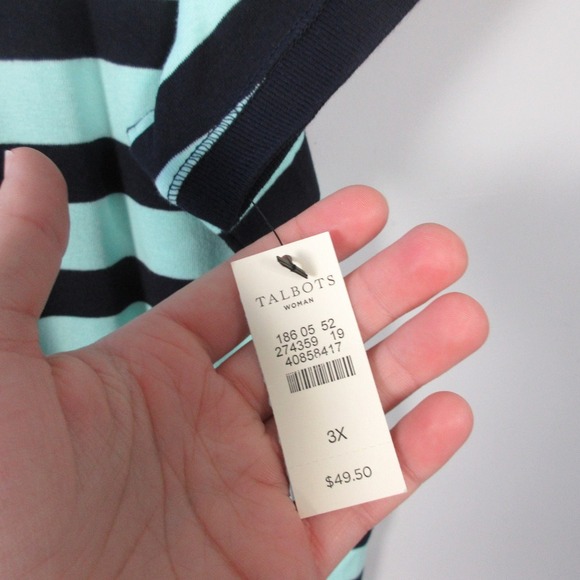 TALBOTS
WOMAN
186 05 52
274359 19
40858417
3X
$49.50